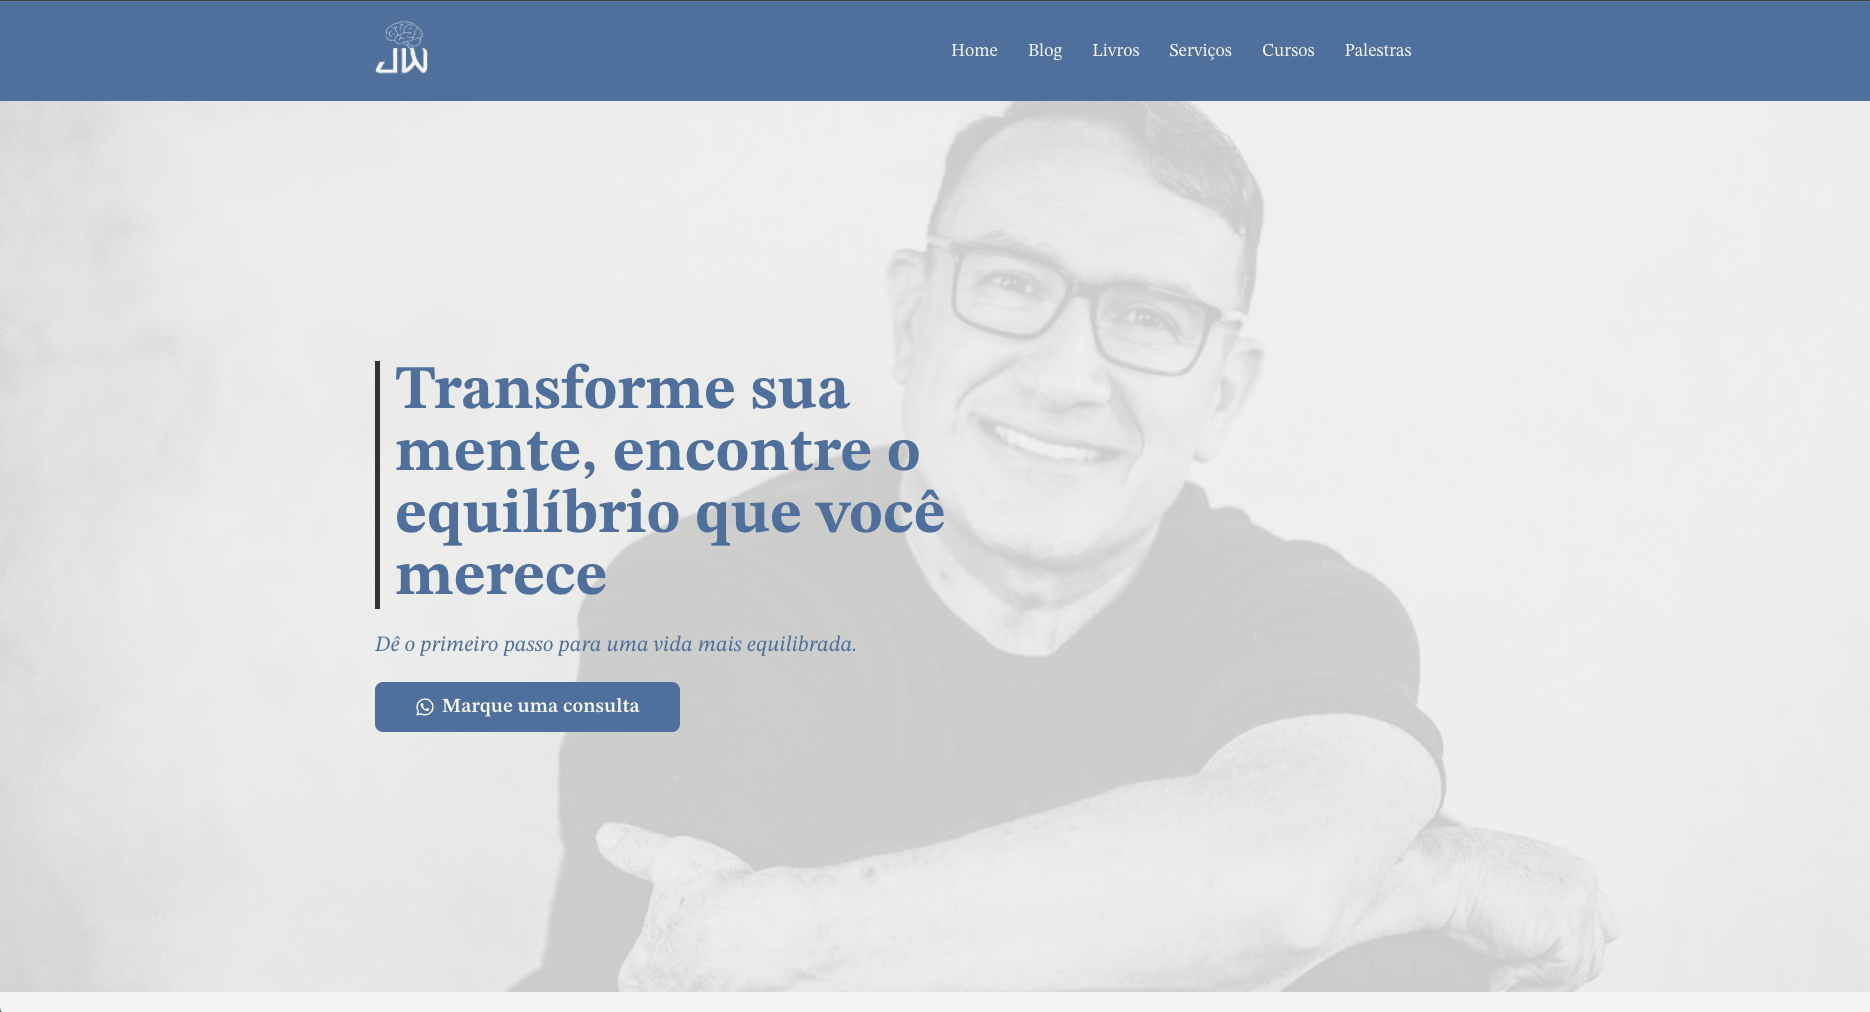 JW
Home Blog Livros Serviços Cursos Palestras
Transforme sua
mente, encontre o
equilíbrio que você
merece
Dê o primeiro passo para uma vida mais equilibrada.
Marque uma consulta